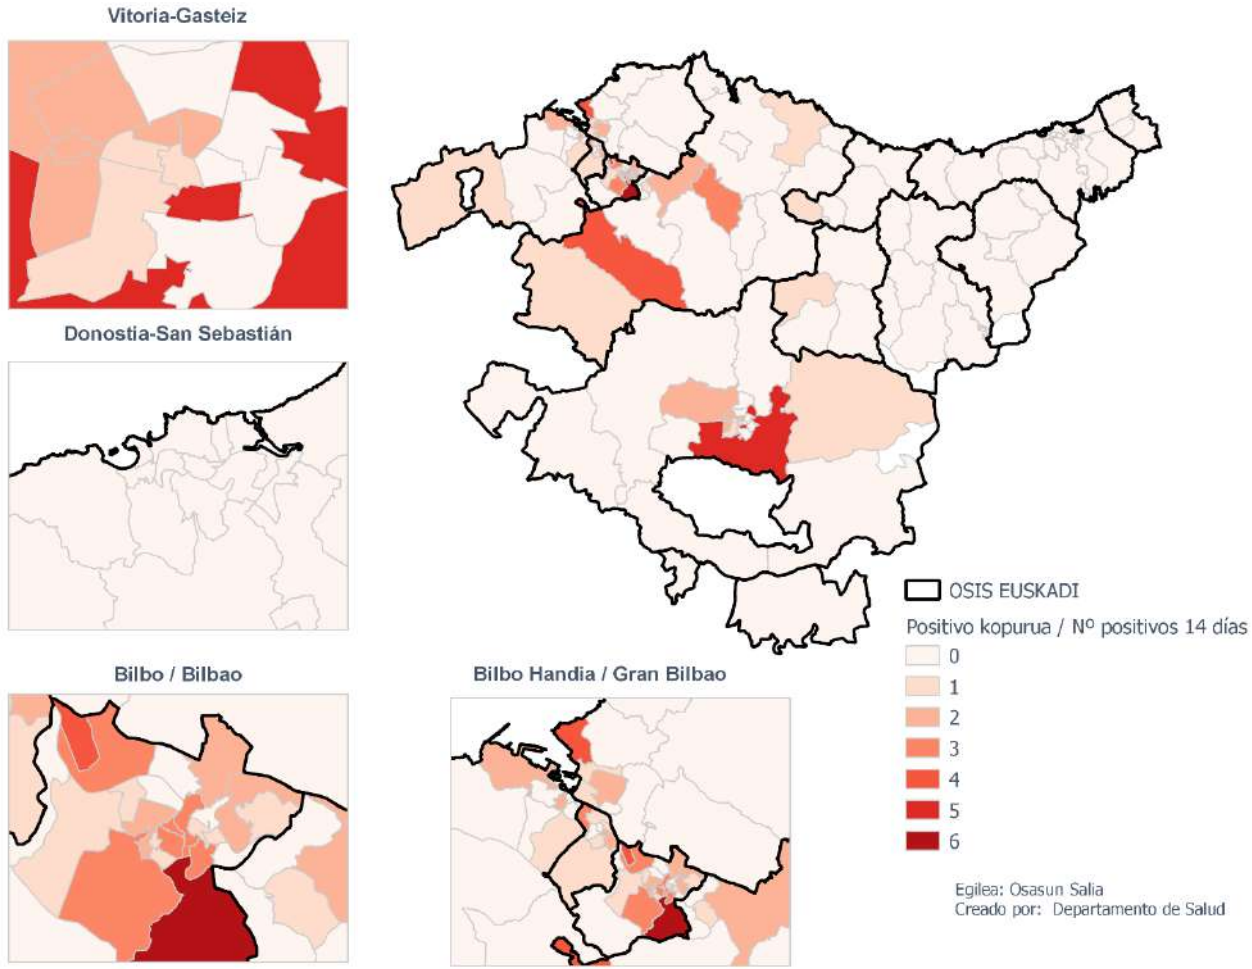 Vitoria-Gasteiz
Donostia-San Sebastián
Bilbo / Bilbao
Bilbo Handia / Gran Bilbao
OSIS EUSKADI
Positivo kopurua / Nº positivos 14 días
0
1
2
3
4
5
6
Egilea: Osasun Salia
Creado por: Departamento de Salud